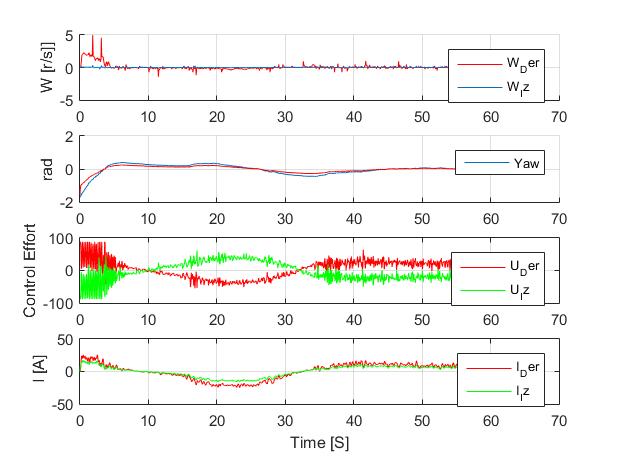 5
0
-5
W [r/s]]
W_Der
W_Iz
0 10 20 30 40 50 60 70
2
0
-2
rad
Yaw
0 10 20 30 40 50 60 70
100
0
-100
Control Effort
U_Der
U_Iz
0 10 20 30 40 50 60 70
50
0
-50
I [A]
I_Der
I_Iz
0 10 20 30 40 50 60 70
Time [S]